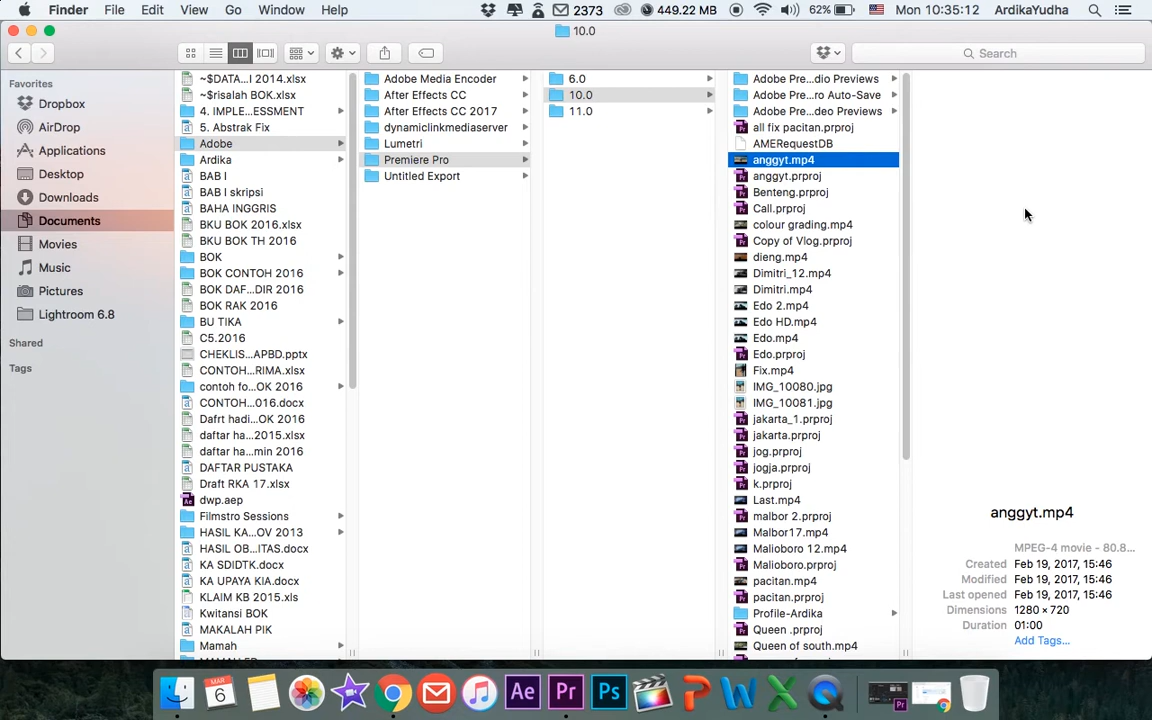 Finder File Edit View Go Window Help 2373 449.22 MB 62% Mon 10:35:12 ArdikaYudha
10.0
Search
Favorites
Dropbox
AirDrop
Applications
Desktop
Downloads
Documents
Movies
Music
Pictures
Lightroom 6.8
Shared
Tags
~$DATA...I 2014.xlsx
~$risalah BOK.xlsx
4. IMPLE...ESSMENT
5. Abstrak Fix
Adobe
Ardika
BAB I
BAB I skripsi
BAHA INGGRIS
BKU BOK 2016.xlsx
BKU BOK TH 2016
BOK
BOK CONTOH 2016
BOK DAF...DIR 2016
BOK RAK 2016
BU TIKA
C5.2016
CHEKLIS...APBD.pptx
CONTOH...RIMA.xlsx
contoh fo...OK 2016
CONTOH...016.docx
Dafrt hadi...OK 2016
daftar ha...2015.xlsx
daftar ha...min 2016
DAFTAR PUSTAKA
Draft RKA 17.xlsx
dwp.aep
Filmstro Sessions
HASIL KA...OV 2013
HASIL OB...ITAS.docx
KA SDIDTK.docx
KA UPAYA KIA.docx
KLAIM KB 2015.xls
Kwitansi BOK
MAKALAH PIK
Mamah
Adobe Media Encoder
After Effects CC
After Effects CC 2017
dynamiclinkmediaserver
Lumetri
Premiere Pro
Untitled Export
6.0
10.0
11.0
Adobe Pre...dio Previews
Adobe Pre...ro Auto-Save
Adobe Pre...deo Previews
all fix pacitan.prproj
AMERequestDB
anggyt.mp4
anggyt.prproj
Benteng.prproj
Call.prproj
colour grading.mp4
Copy of Vlog.prproj
dieng.mp4
Dimitri_12.mp4
Dimitri.mp4
Edo 2.mp4
Edo HD.mp4
Edo.mp4
Edo.prproj
Fix.mp4
IMG_10080.jpg
IMG_10081.jpg
jakarta_1.prproj
jakarta.prproj
jog.prproj
jogja.prproj
k.prproj
Last.mp4
malbor 2.prproj
Malbor17.mp4
Malioboro 12.mp4
Malioboro.prproj
pacitan.mp4
pacitan.prproj
Profile-Ardika
Queen .prproj
Queen of south.mp4
anggyt.mp4
MPEG-4 movie - 80.8...
Created Feb 19, 2017, 15:46
Modified Feb 19, 2017, 15:46
Last opened Feb 19, 2017, 15:46
Dimensions 1280 × 720
Duration 01:00
Add Tags...
MAR
6
Ae Pr Ps